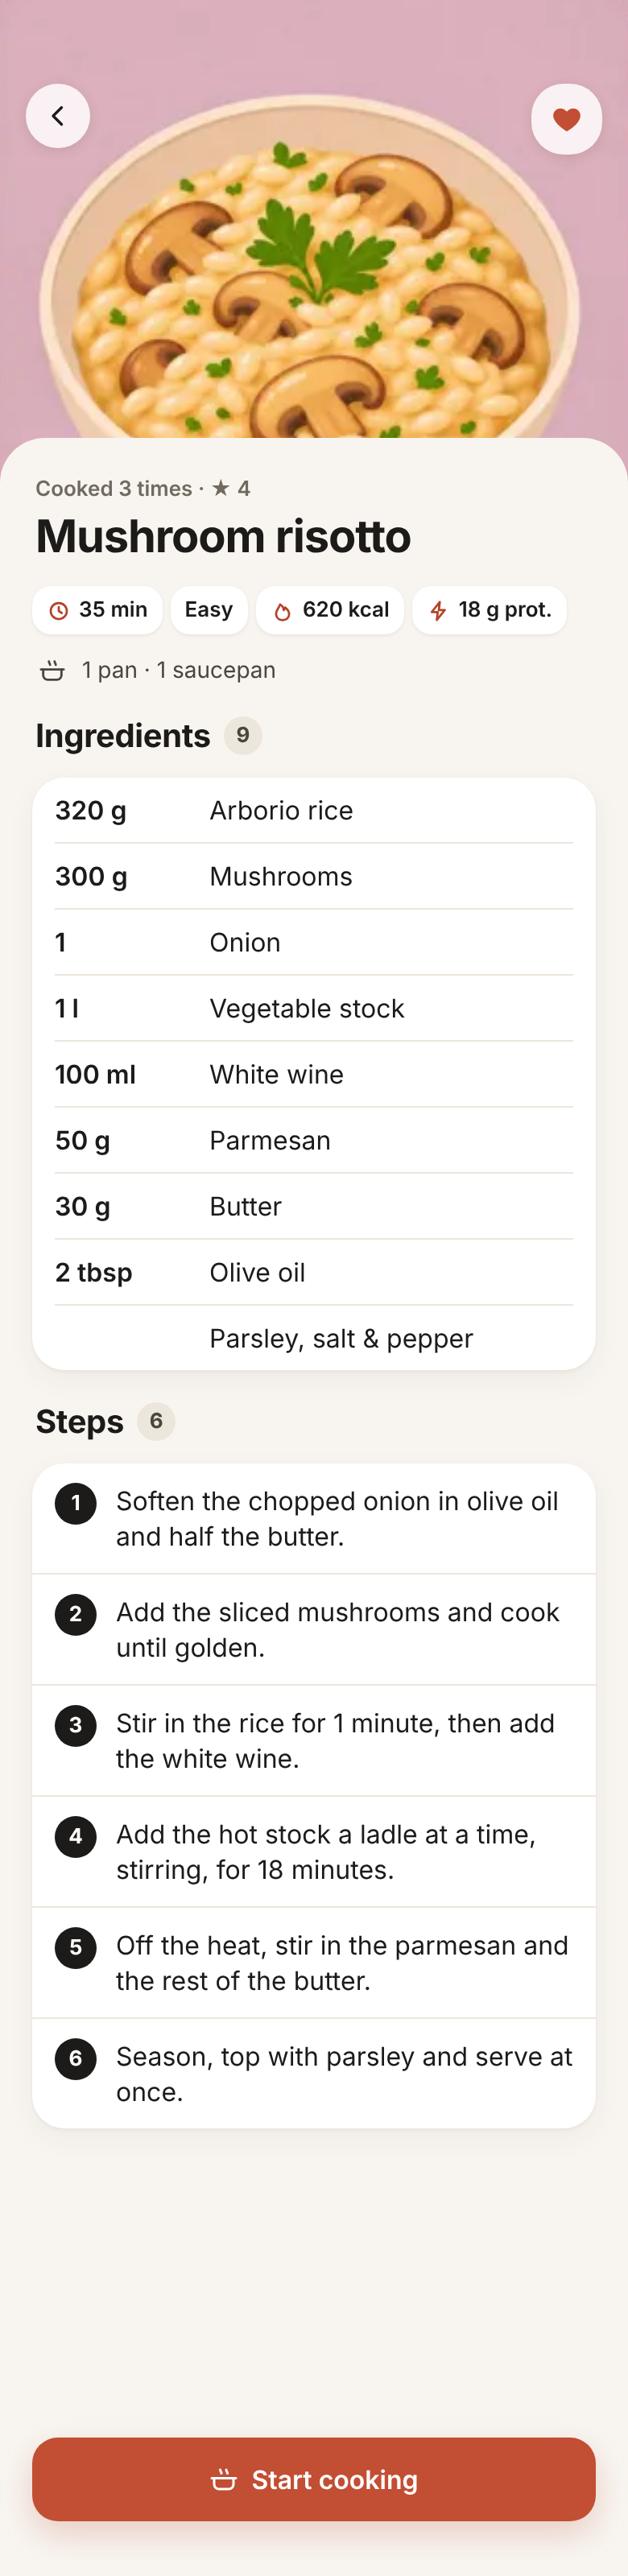 Cooked 3 times · ★ 4
Mushroom risotto
35 min Easy 620 kcal 18 g prot.
1 pan · 1 saucepan
Ingredients 9
320 g Arborio rice
300 g Mushrooms
1 Onion
1 l Vegetable stock
100 ml White wine
50 g Parmesan
30 g Butter
2 tbsp Olive oil
Parsley, salt & pepper
Steps 6
1 Soften the chopped onion in olive oil
and half the butter.
2 Add the sliced mushrooms and cook
until golden.
3 Stir in the rice for 1 minute, then add
the white wine.
4 Add the hot stock a ladle at a time,
stirring, for 18 minutes.
5 Off the heat, stir in the parmesan and
the rest of the butter.
6 Season, top with parsley and serve at
once.
Start cooking